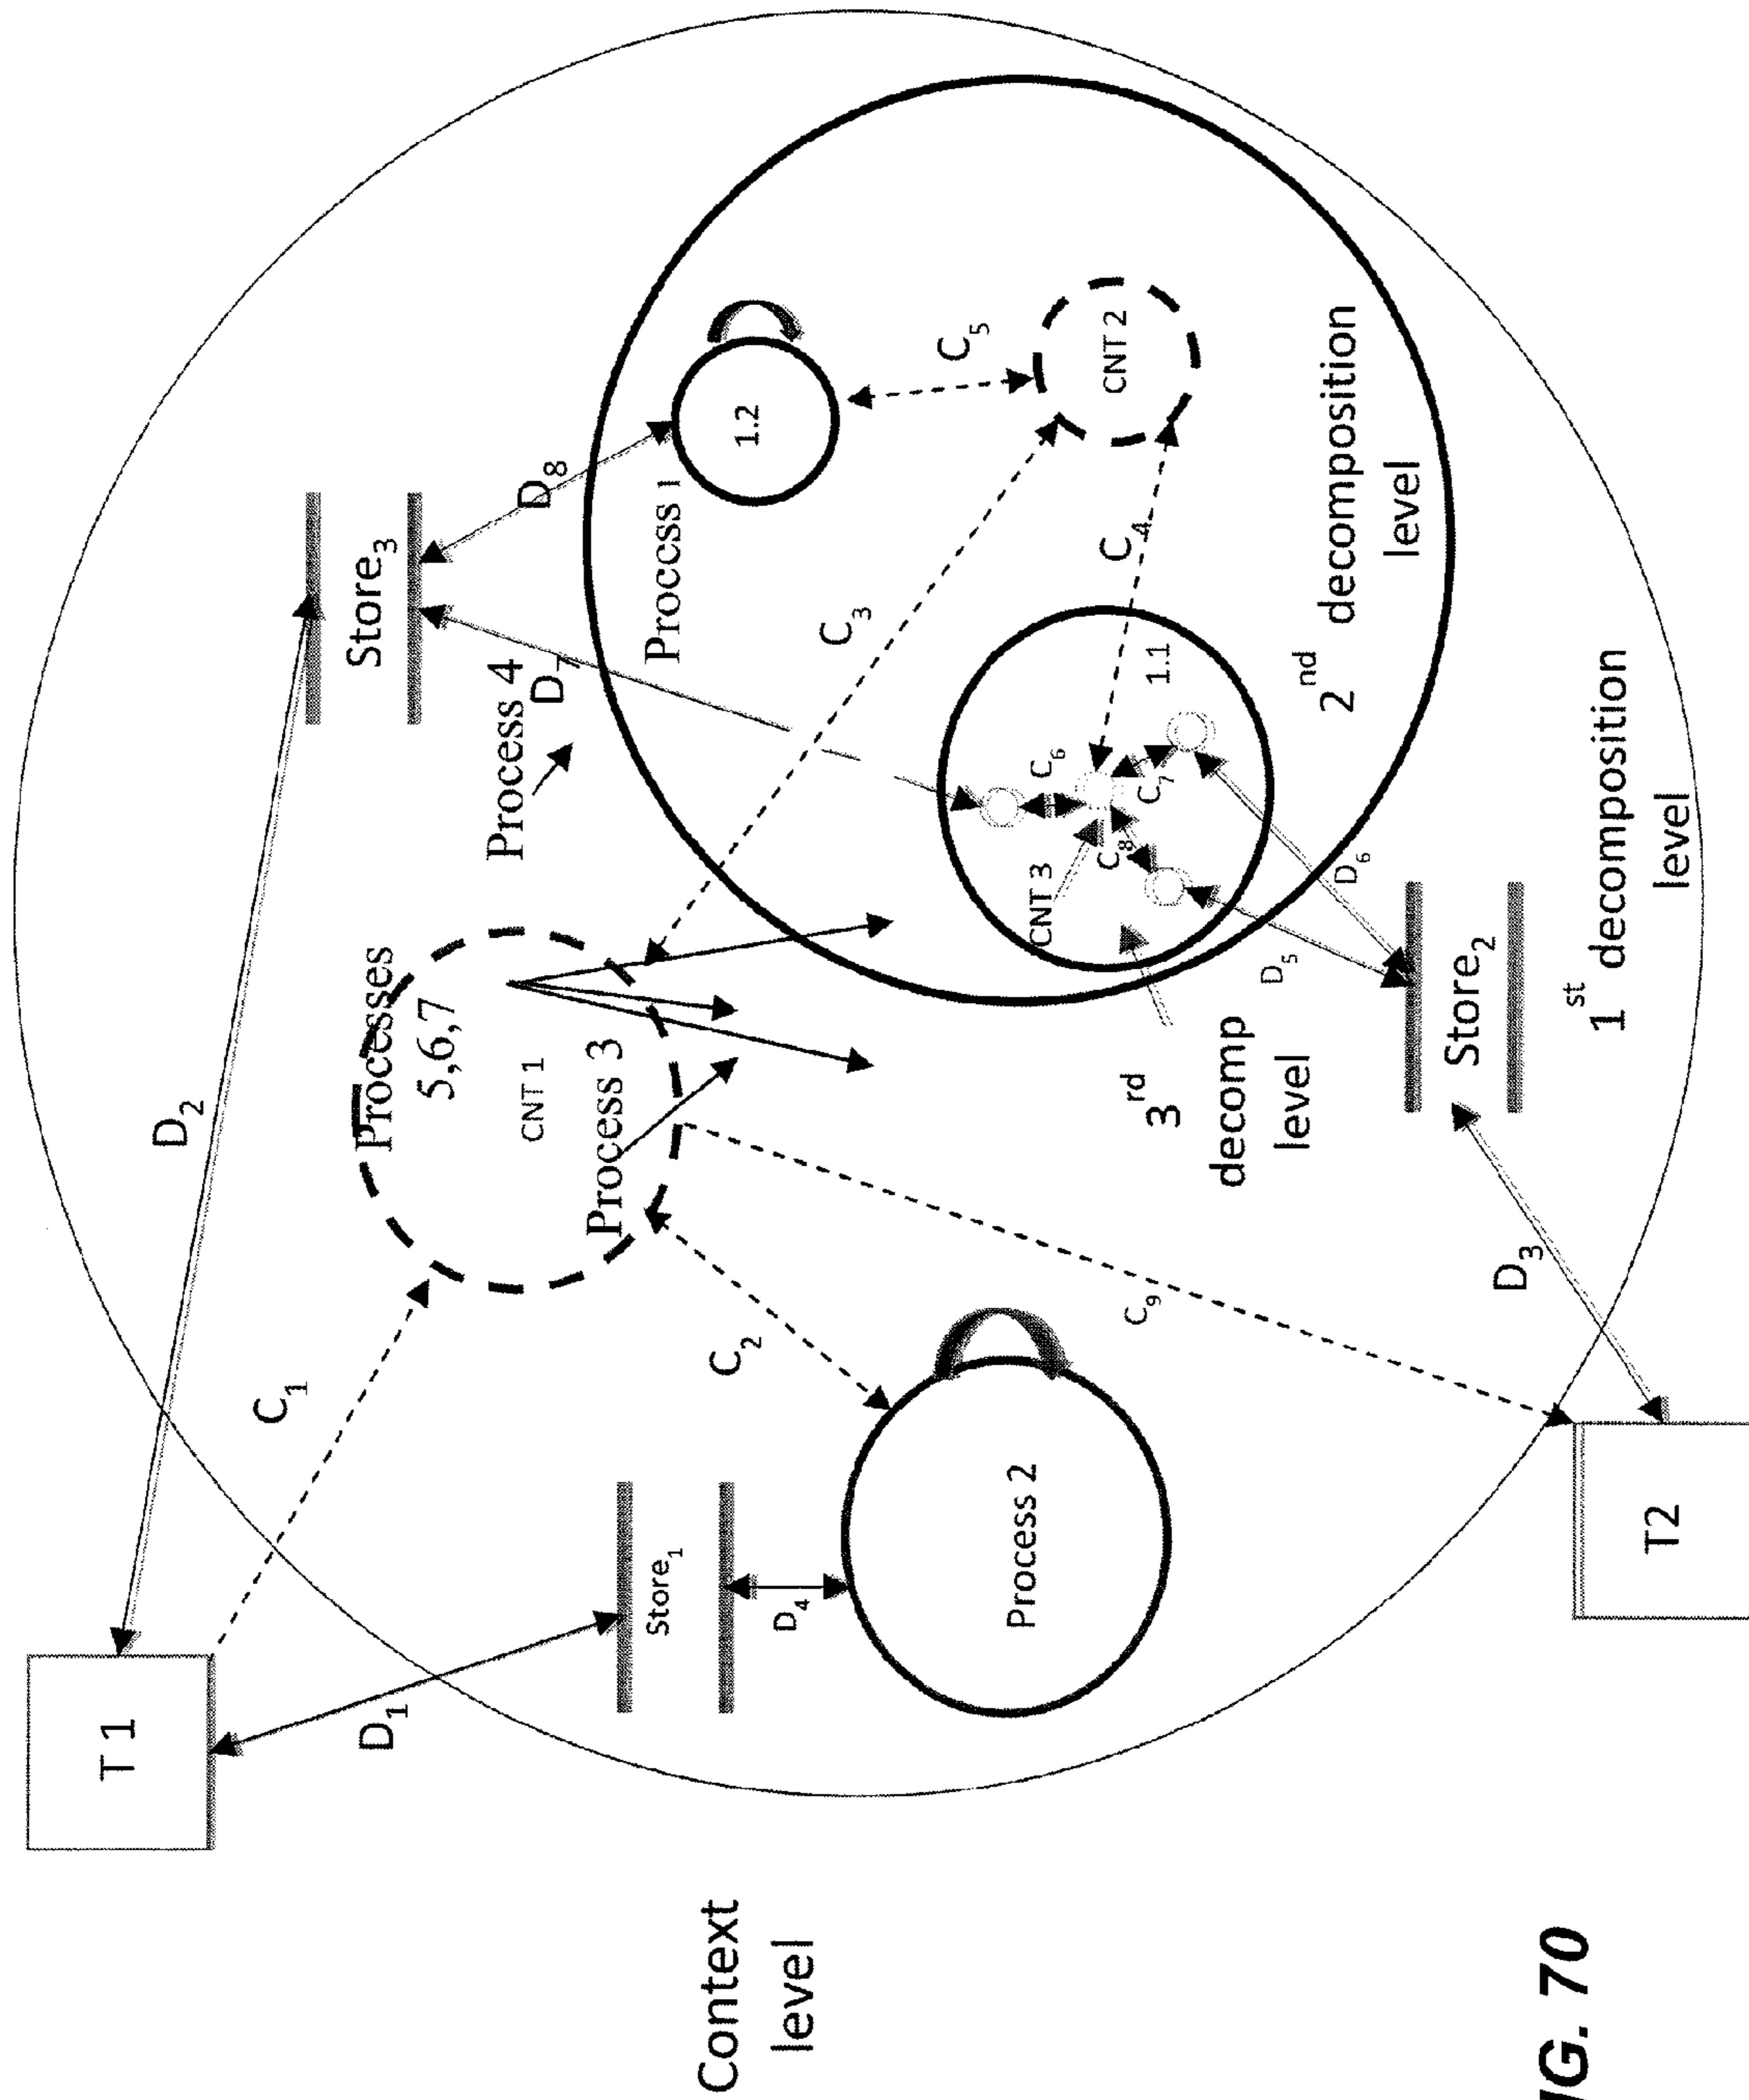 T 1
D2
C1
D1
Store3
Processes
5,6,7
CNT 1
Process 3
Process 4
D7
D8
Store1
Process 1
C2
Context
level
1.2
D4
C3
C5
Process 2
CNT 3
C6
C4
CNT 2
C8
C7
1.1
C9
3rd
decomp
level
D5
D6
2nd decomposition
level
Store2
D3
IG. 70
1st decomposition
level
T2